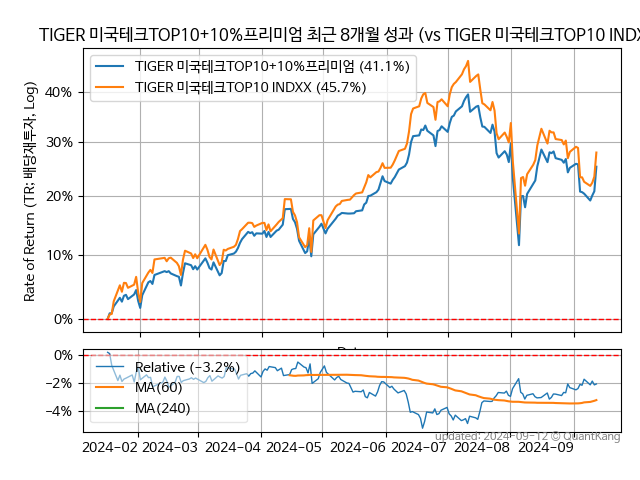 TIGER 미국테크TOP10+10%프리미엄 최근 8개월 성과 (vs TIGER 미국테크TOP10 INDX
TIGER 미국테크TOP10+10%프리미엄 (41.1%)
TIGER 미국테크TOP10 INDXX (45.7%)
Rate of Return (TR: 배당재투자, Log)
40%
30%
20%
10%
0%
0%
−2%
−4%
Relative (−3.2%)
MA(60)
MA(240)
updated: 2024-09-12 © QuantKang
2024-02 2024-03 2024-04 2024-05 2024-06 2024-07 2024-08 2024-09